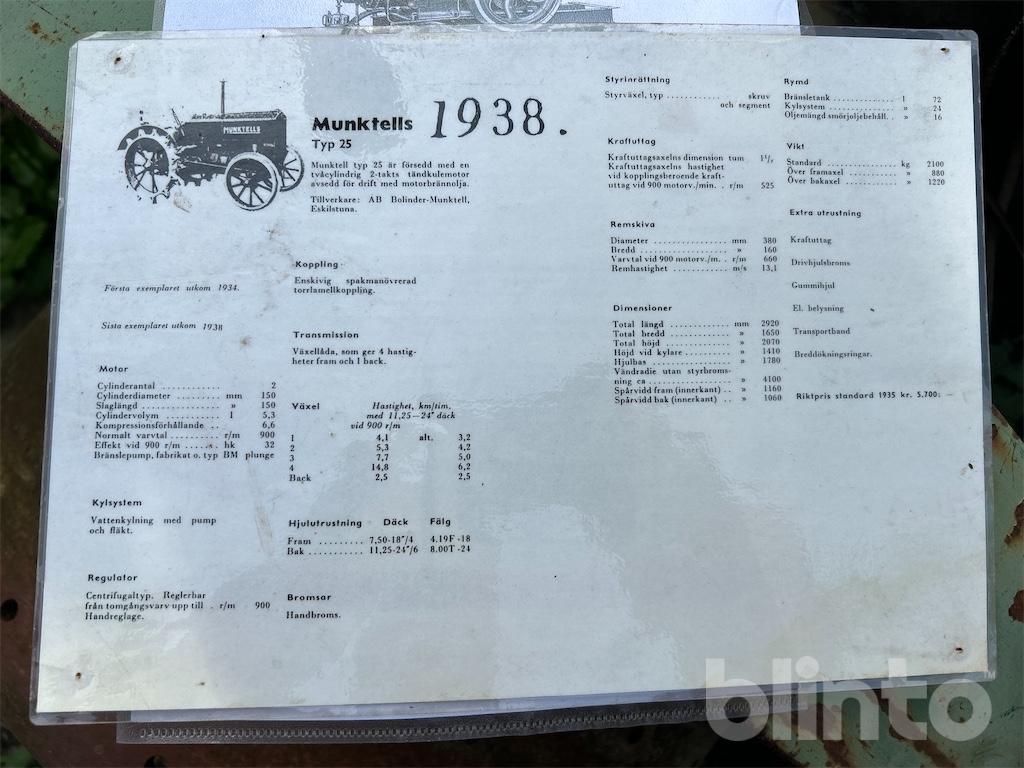 MUNKTELLS
Munktells 1938.
Typ 25
Munktell typ 25 är försedd med en
tvåcylindrig 2-takts tändkulemotor
avsedd för drift med motorbrännolja.
Tillverkare: AB Bolinder-Munktell,
Eskilstuna.
Första exemplaret utkom 1934.
Sista exemplaret utkom 1938
Motor
Cylinderantal ............ 2
Cylinderdiameter ........ mm 150
Slaglängd ............... » 150
Cylindervolym ........ l 5,3
Kompressionsförhållande .. 6,6
Normalt varvtal ........ r/m 900
Effekt vid 900 r/m ...... hk 32
Bränslepump, fabrikat o. typ BM plunge
Kylsystem
Vattenkylning med pump
och fläkt.
Regulator
Centrifugaltyp. Reglerbar
från tomgångsvarv upp till . r/m 900
Handreglage.
Koppling
Enskivig spakmanövrerad
torrlamellkoppling.
Transmission
Växellåda, som ger 4 hastig-
heter fram och 1 back.
Växel Hastighet, km/tim.
med 11,25—24" däck
vid 900 r/m
1 4,1 alt. 3,2
2 5,3 4,2
3 7,7 5,0
4 14,8 6,2
Back 2,5 2,5
Hjulutrustning Däck Fälg
Fram ......... 7,50-18"/4 4.19F-18
Bak ........... 11,25-24"/6 8.00T-24
Bromsar
Handbroms.
Styrinrättning
Styrväxel, typ ........... skruv
och segment
Kraftuttag
Kraftuttagsaxelns dimension tum 1 1/2
Kraftuttagsaxelns hastighet
vid kopplingsberoende kraft-
uttag vid 900 motorv./min. . r/m 525
Remskiva
Diameter ................ mm 380
Bredd .................. » 160
Varvtal vid 900 motorv./m. . r/m 660
Remhastighet ............. m/s 13,1
Dimensioner
Total längd ............. mm 2920
Total bredd ............. » 1650
Total höjd .............. » 2070
Höjd vid kylare .......... » 1410
Hjulbas ................. » 1780
Vändradie utan styrbroms-
ning ca .................. » 4100
Spårvidd fram (innerkant) .. » 1160
Spårvidd bak (innerkant) .. » 1060
Rymd
Bränsletank .............. l 72
Kylsystem ................ » 24
Oljemängd smörjoljebehåll. . » 16
Vikt
Standard ................ kg 2100
Över framaxel ............ » 880
Över bakaxel ............. » 1220
Extra utrustning
Kraftuttag
Drivhjulsbroms
Gummihjul
El. belysning
Transportband
Breddökningsringar.
Riktpris standard 1935 kr. 5.700: —
blinto